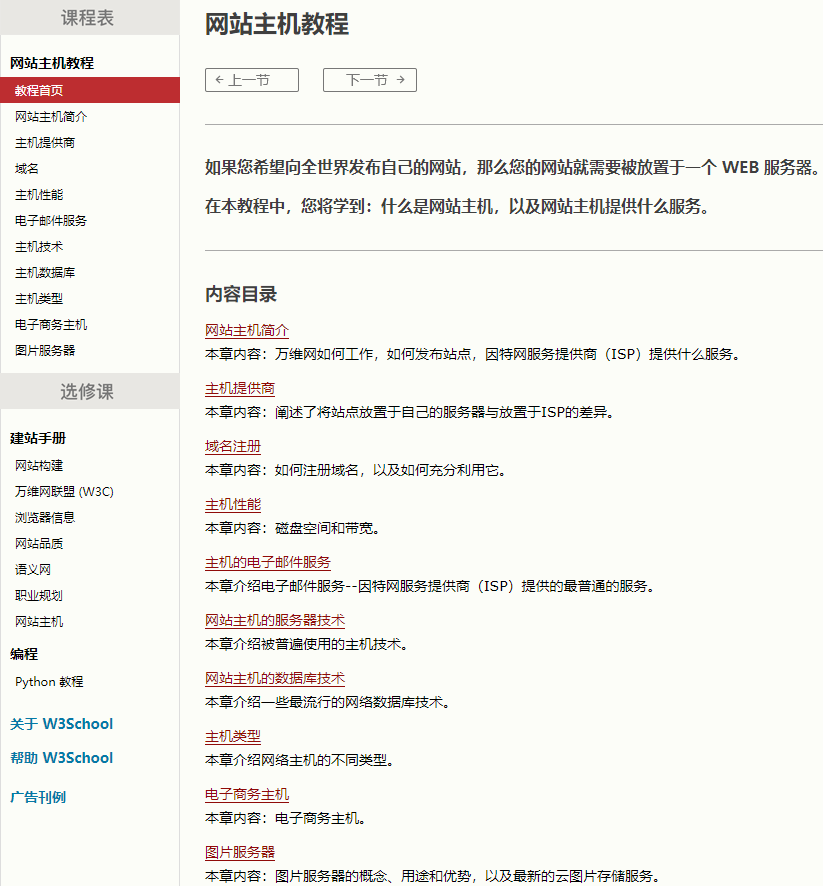 课程表
网站主机教程
教程首页
网站主机简介
主机提供商
域名
主机性能
电子邮件服务
主机技术
主机数据库
主机类型
电子商务主机
图片服务器
选修课
建站手册
网站构建
万维网联盟 (W3C)
浏览器信息
网站品质
语义网
职业规划
网站主机
编程
Python 教程
关于 W3School
帮助 W3School
广告刊例
网站主机教程
← 上一节
下一节 →
如果您希望向全世界发布自己的网站，那么您的网站就需要被放置于一个 WEB 服务器。
在本教程中，您将学到：什么是网站主机，以及网站主机提供什么服务。
内容目录
网站主机简介
本章内容：万维网如何工作，如何发布站点，因特网服务提供商（ISP）提供什么服务。
主机提供商
本章内容：阐述了将站点放置于自己的服务器与放置于ISP的差异。
域名注册
本章内容：如何注册域名，以及如何充分利用它。
主机性能
本章内容：磁盘空间和带宽。
主机的电子邮件服务
本章介绍电子邮件服务--因特网服务提供商（ISP）提供的最普通的服务。
网站主机的服务器技术
本章介绍被普遍使用的主机技术。
网站主机的数据库技术
本章介绍一些最流行的网络数据库技术。
主机类型
本章介绍网络主机的不同类型。
电子商务主机
本章内容：电子商务主机。
图片服务器
本章内容：图片服务器的概念、用途和优势，以及最新的云图片存储服务。